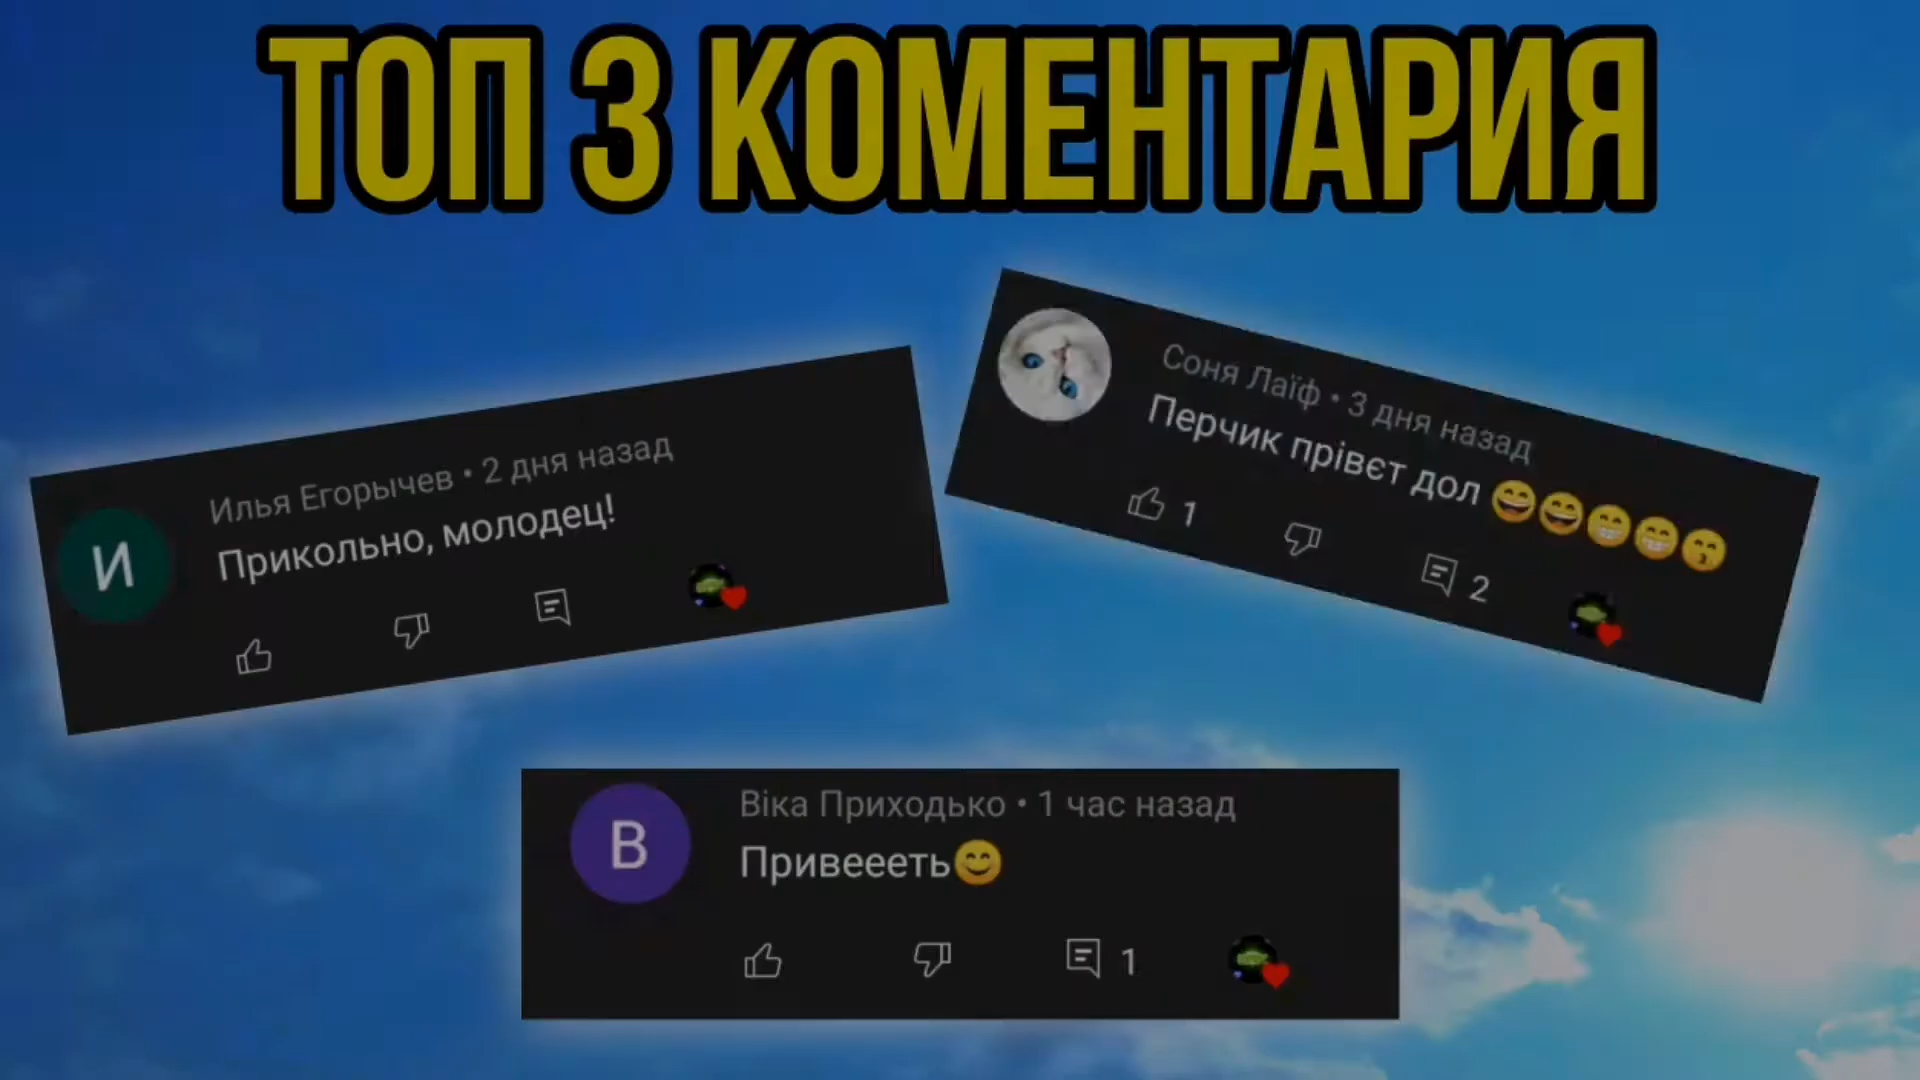 ТОП 3 КОМЕНТАРИЯ
И
Илья Егорычев • 2 дня назад
Прикольно, молодец!
Соня Лаїф • 3 дня назад
Перчик прівєт дол 😄😄😁😁😙
1
2
В
Віка Приходько • 1 час назад
Привеееть😊
1